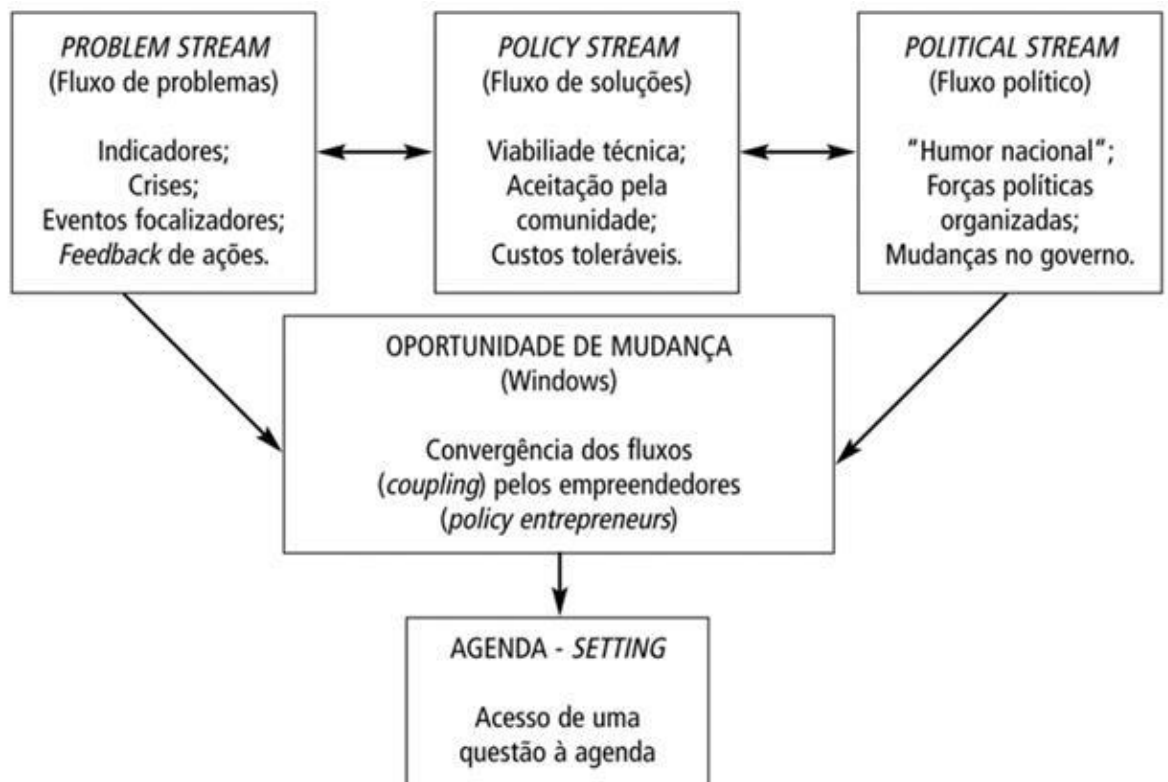 PROBLEM STREAM
(Fluxo de problemas)
Indicadores;
Crises;
Eventos focalizadores;
Feedback de ações.
POLICY STREAM
(Fluxo de soluções)
Viabiliade técnica;
Aceitação pela
comunidade;
Custos toleráveis.
POLITICAL STREAM
(Fluxo político)
“Humor nacional“;
Forças políticas
organizadas;
Mudanças no governo.
OPORTUNIDADE DE MUDANÇA
(Windows)
Convergência dos fluxos
(coupling) pelos empreendedores
(policy entrepreneurs)
AGENDA - SETTING
Acesso de uma
questão à agenda